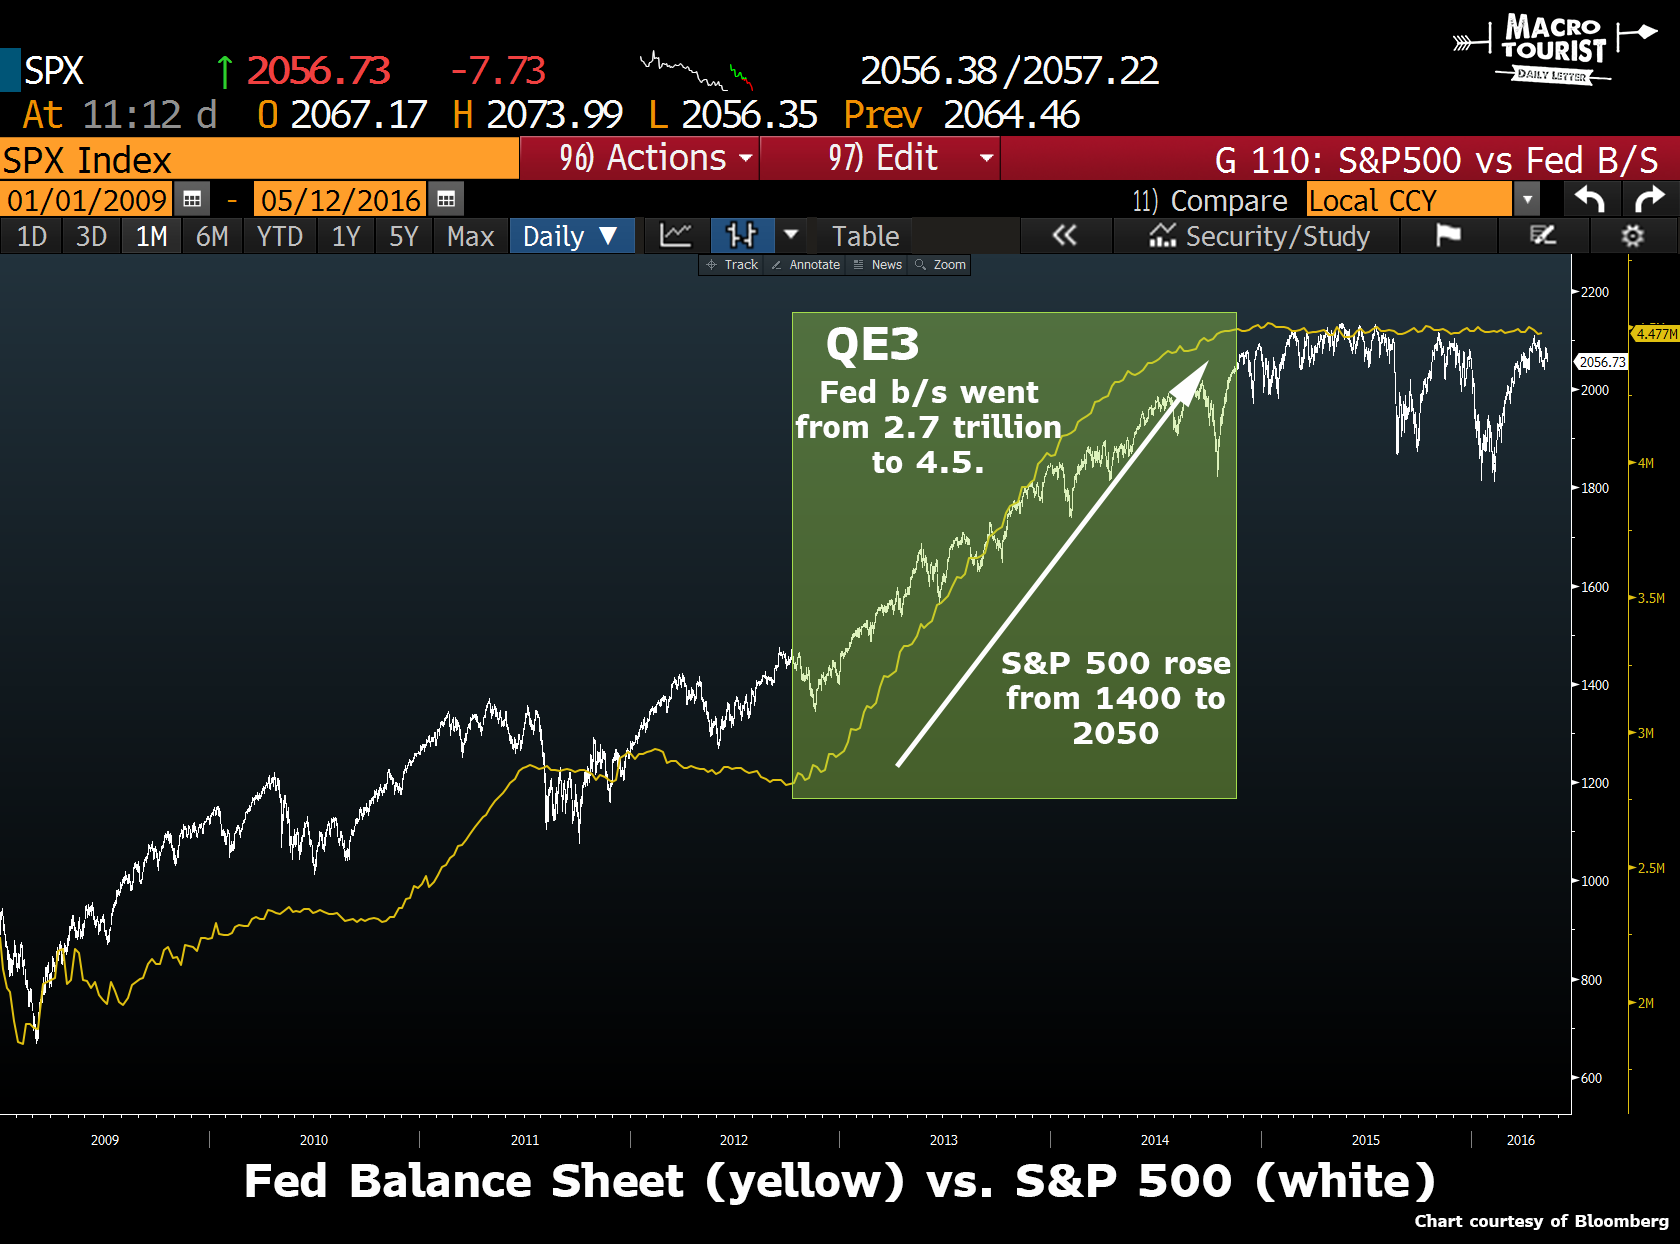 MACRO
TOURIST
DAILY LETTER
SPX ↑ 2056.73 -7.73 2056.38/2057.22
At 11:12 d O 2067.17 H 2073.99 L 2056.35 Prev 2064.46
SPX Index 96) Actions 97) Edit G 110: S&P500 vs Fed B/S
01/01/2009 - 05/12/2016 11) Compare Local CCY
1D 3D 1M 6M YTD 1Y 5Y Max Daily ▼ Table « Security/Study
Track Annotate News Zoom
2200
4.477M
2056.73
2000
4M
1800
3.5M
1600
1400
3M
1200
2.5M
1000
2M
800
600
QE3
Fed b/s went
from 2.7 trillion
to 4.5.
S&P 500 rose
from 1400 to
2050
2009 2010 2011 2012 2013 2014 2015 2016
Fed Balance Sheet (yellow) vs. S&P 500 (white)
Chart courtesy of Bloomberg